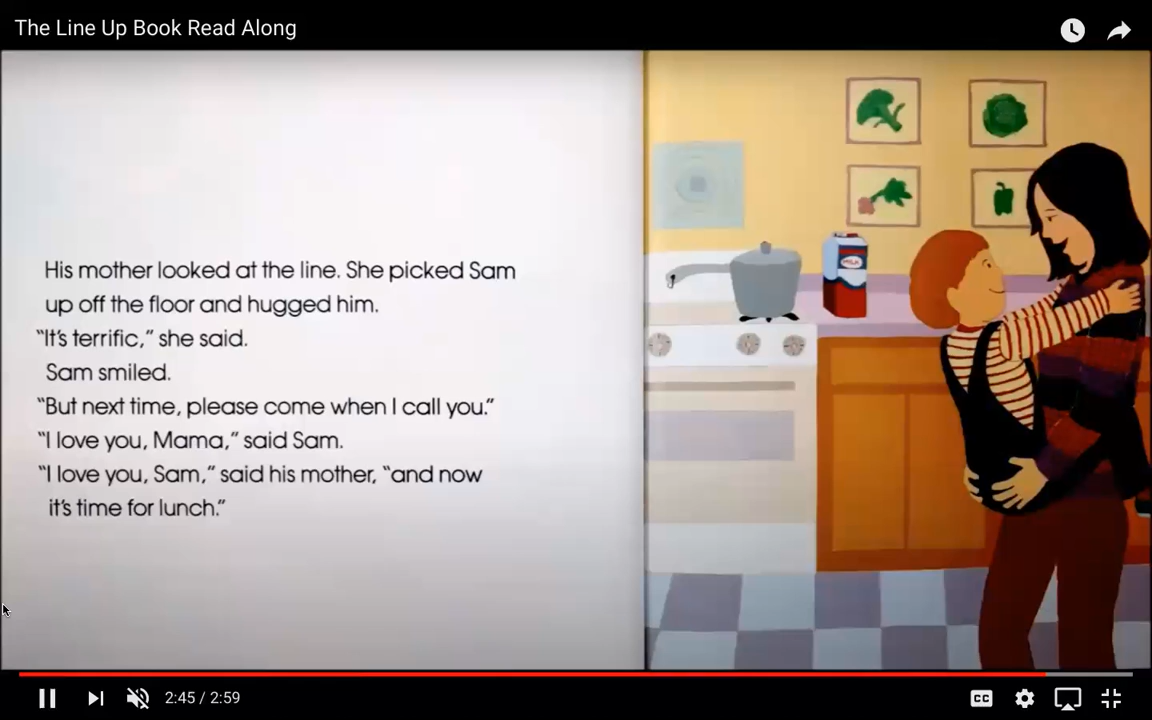 The Line Up Book Read Along
His mother looked at the line. She picked Sam
up off the floor and hugged him.
“It’s terrific,” she said.
Sam smiled.
“But next time, please come when I call you.”
“I love you, Mama,” said Sam.
“I love you, Sam,” said his mother, “and now
it’s time for lunch.”
MILK
2:45 / 2:59
CC